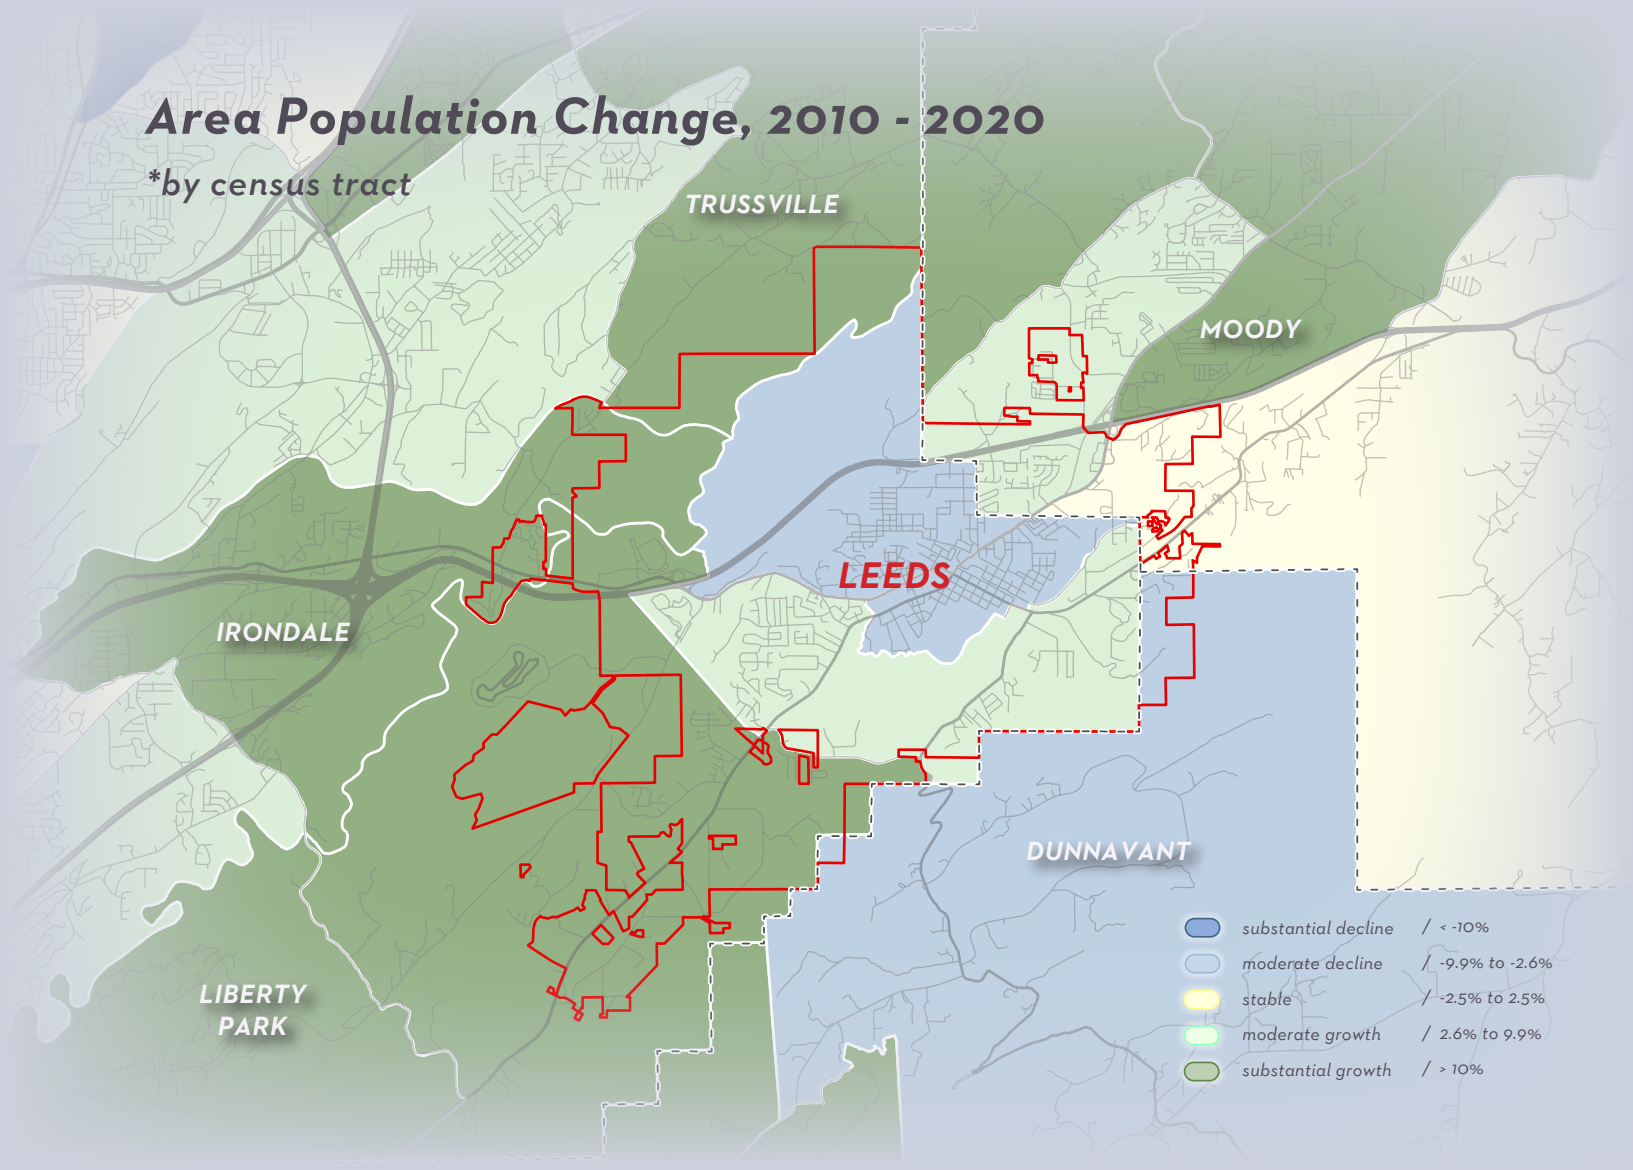 Area Population Change, 2010 - 2020
*by census tract
TRUSSVILLE
MOODY
LEEDS
IRONDALE
DUNNAVANT
LIBERTY
PARK
substantial decline / < -10%
moderate decline / -9.9% to -2.6%
stable / -2.5% to 2.5%
moderate growth / 2.6% to 9.9%
substantial growth / > 10%